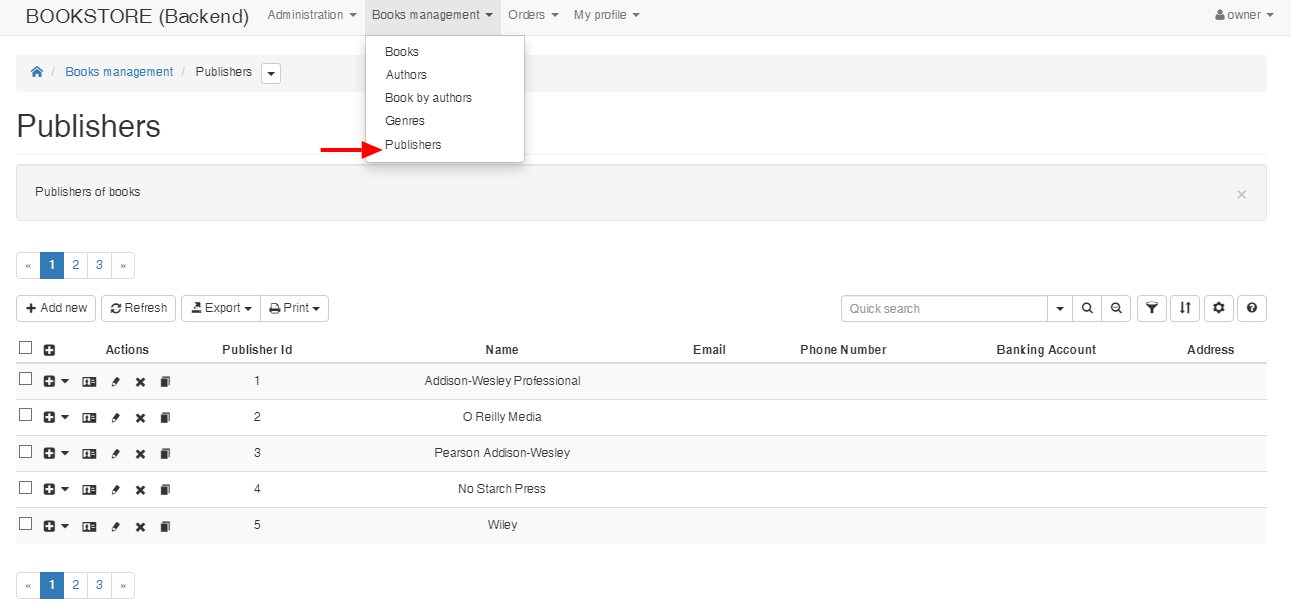 BOOKSTORE (Backend) Administration Books management Orders My profile owner
Books
Authors
Book by authors
Genres
Publishers
/ Books management / Publishers
Publishers
Publishers of books ×
« 1 2 3 »
Add new Refresh Export Print Quick search
Actions Publisher Id Name Email Phone Number Banking Account Address
1 Addison-Wesley Professional
2 O Reilly Media
3 Pearson Addison-Wesley
4 No Starch Press
5 Wiley
« 1 2 3 »